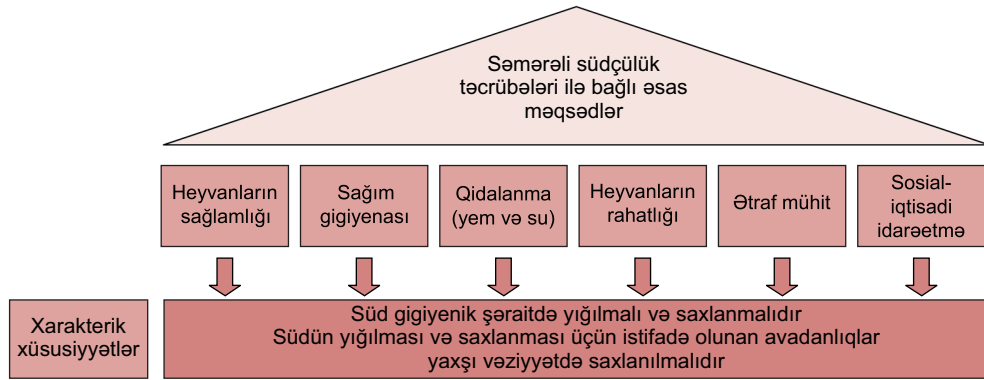 Səmərəli südçülük
təcrübələri ilə bağlı əsas
məqsədlər
Heyvanların
sağlamlığı
Sağım
gigiyenası
Qidalanma
(yem və su)
Heyvanların
rahatlığı
Ətraf mühit
Sosial-
iqtisadi
idarəetmə
Xarakterik
xüsusiyyətlər
Süd gigiyenik şəraitdə yığılmalı və saxlanmalıdır
Südün yığılması və saxlanması üçün istifadə olunan avadanlıqlar
yaxşı vəziyyətdə saxlanılmalıdır